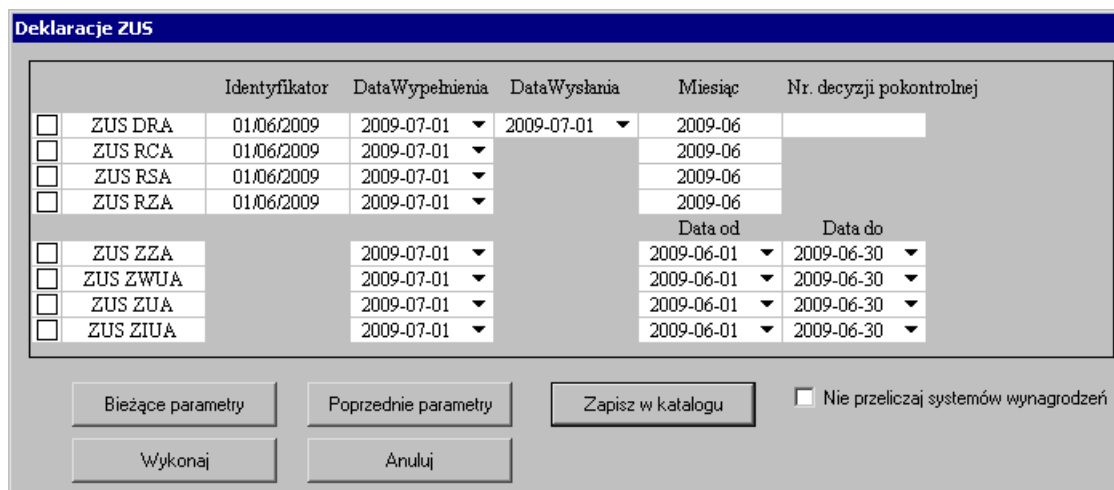 Deklaracje ZUS
Identyfikator DataWypełnienia DataWysłania Miesiąc Nr. decyzji pokontrolnej
ZUS DRA 01/06/2009 2009-07-01 2009-07-01 2009-06
ZUS RCA 01/06/2009 2009-07-01 2009-06
ZUS RSA 01/06/2009 2009-07-01 2009-06
ZUS RZA 01/06/2009 2009-07-01 2009-06
Data od Data do
ZUS ZZA 2009-07-01 2009-06-01 2009-06-30
ZUS ZWUA 2009-07-01 2009-06-01 2009-06-30
ZUS ZUA 2009-07-01 2009-06-01 2009-06-30
ZUS ZIUA 2009-07-01 2009-06-01 2009-06-30
Bieżące parametry Poprzednie parametry Zapisz w katalogu Nie przeliczaj systemów wynagrodzeń
Wykonaj Anuluj